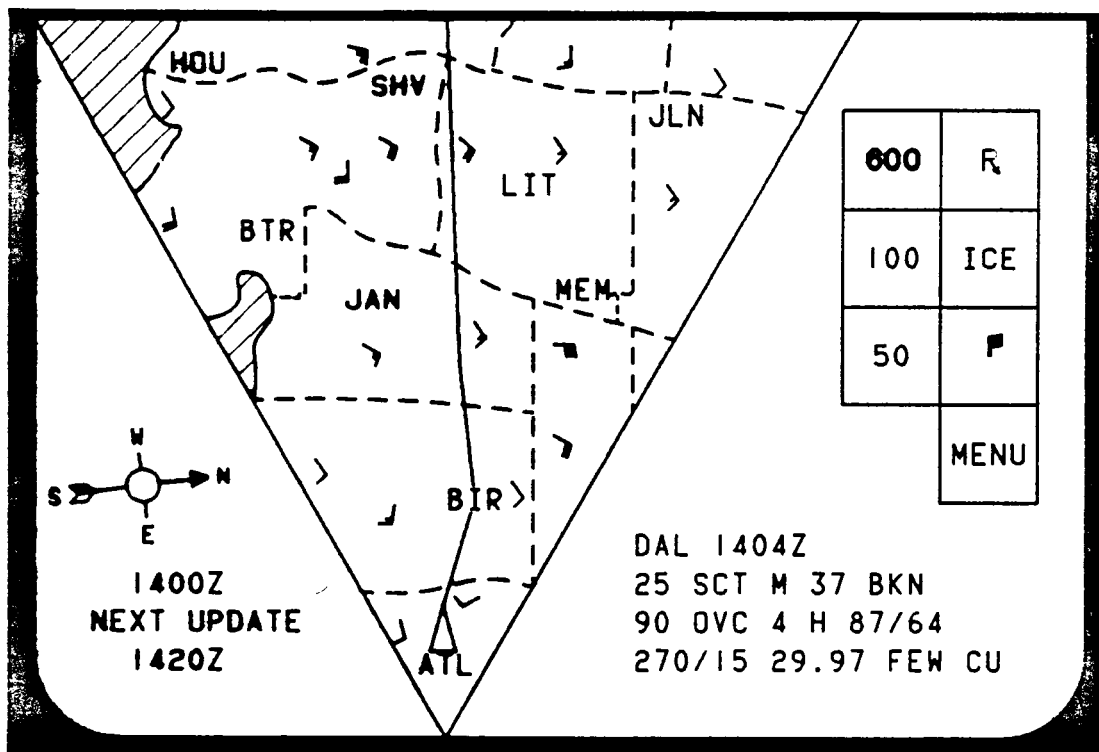 HOU
SHV
JLN
LIT
BTR
JAN
MEM
BIR
ATL
W
S N
E
1400Z
NEXT UPDATE
1420Z
600 R
100 ICE
50
MENU
DAL 1404Z
25 SCT M 37 BKN
90 OVC 4 H 87/64
270/15 29.97 FEW CU